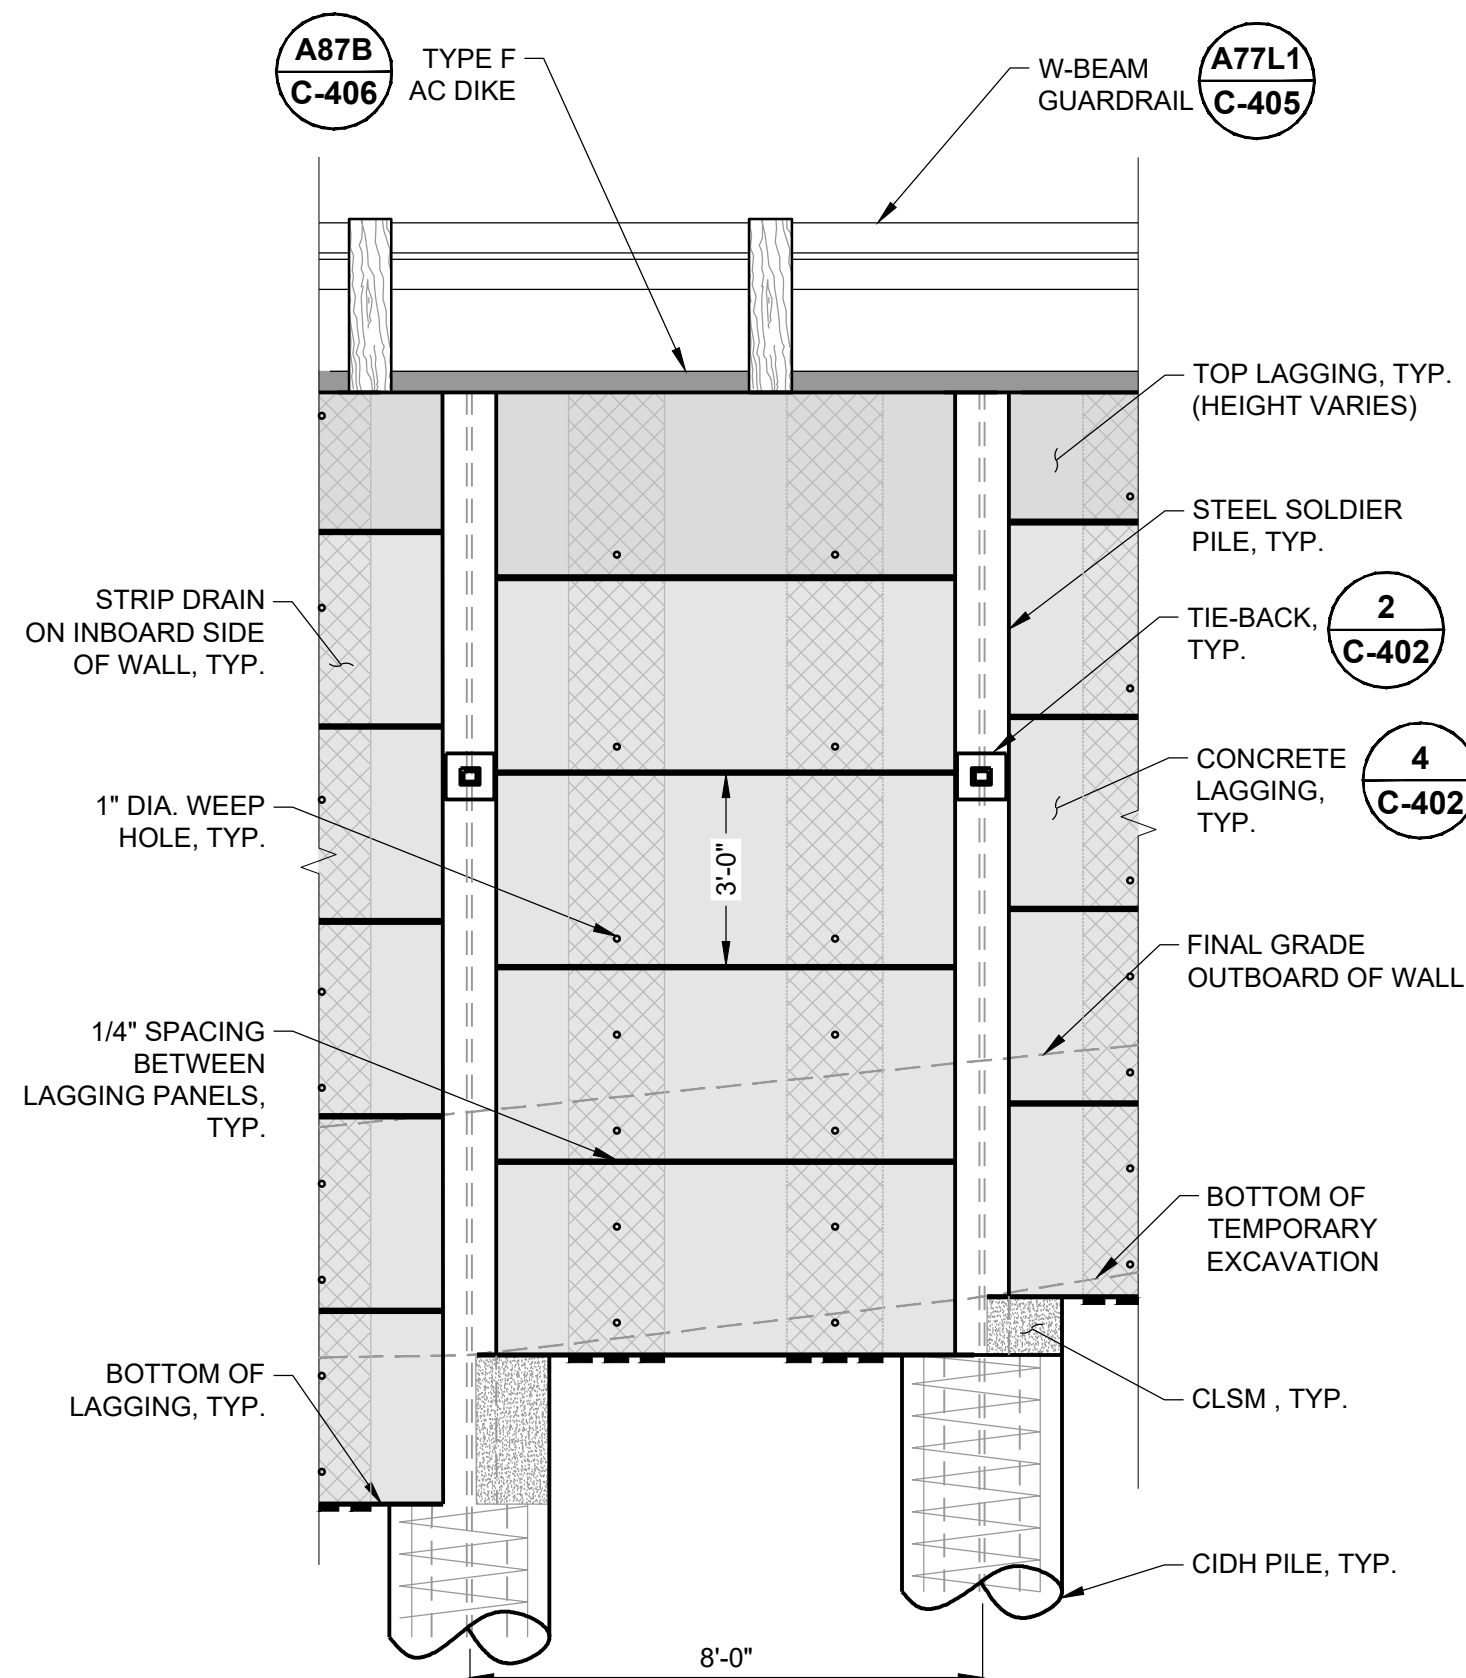 A87B
C-406
TYPE F
AC DIKE
W-BEAM
GUARDRAIL
A77L1
C-405
TOP LAGGING, TYP.
(HEIGHT VARIES)
STEEL SOLDIER
PILE, TYP.
STRIP DRAIN
ON INBOARD SIDE
OF WALL, TYP.
TIE-BACK,
TYP.
2
C-402
CONCRETE
LAGGING,
TYP.
4
C-402
1" DIA. WEEP
HOLE, TYP.
3'-0"
FINAL GRADE
OUTBOARD OF WALL
1/4" SPACING
BETWEEN
LAGGING PANELS,
TYP.
BOTTOM OF
TEMPORARY
EXCAVATION
BOTTOM OF
LAGGING, TYP.
CLSM , TYP.
CIDH PILE, TYP.
8'-0"